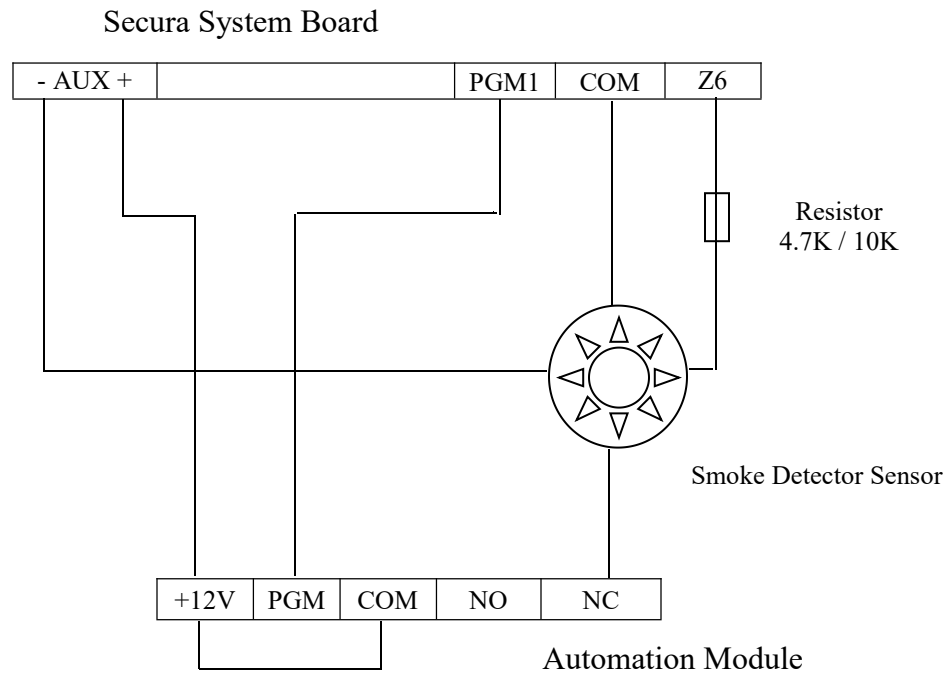 Secura System Board
- AUX +
PGM1
COM
Z6
Resistor
4.7K / 10K
Smoke Detector Sensor
+12V
PGM
COM
NO
NC
Automation Module